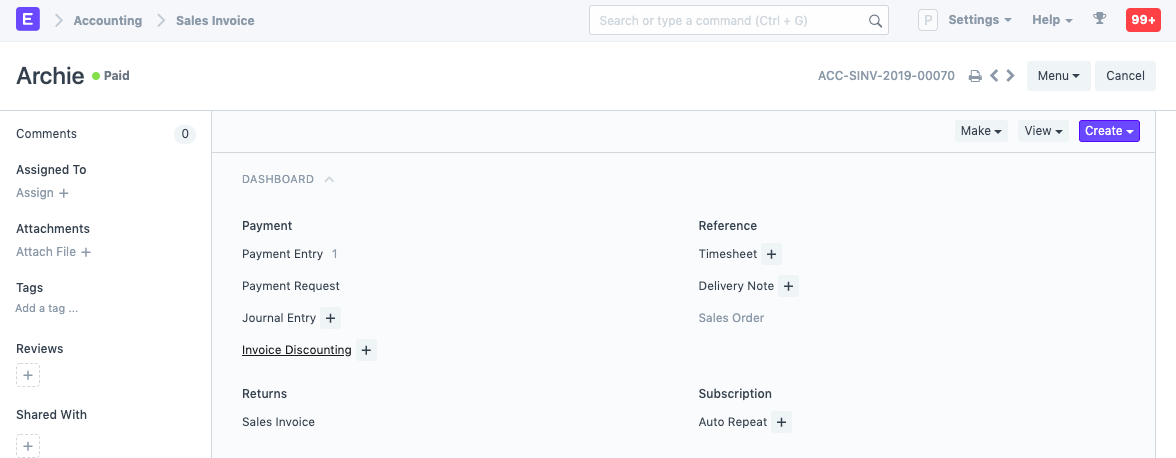 E Accounting Sales Invoice Search or type a command (Ctrl + G) P Settings Help 99+
Archie Paid ACC-SINV-2019-00070 Menu Cancel
Comments 0
Assigned To
Assign +
Attachments
Attach File +
Tags
Add a tag ...
Reviews
+
Shared With
+
Make View Create
DASHBOARD
Payment
Payment Entry 1
Payment Request
Journal Entry +
Invoice Discounting +
Reference
Timesheet +
Delivery Note +
Sales Order
Returns
Sales Invoice
Subscription
Auto Repeat +